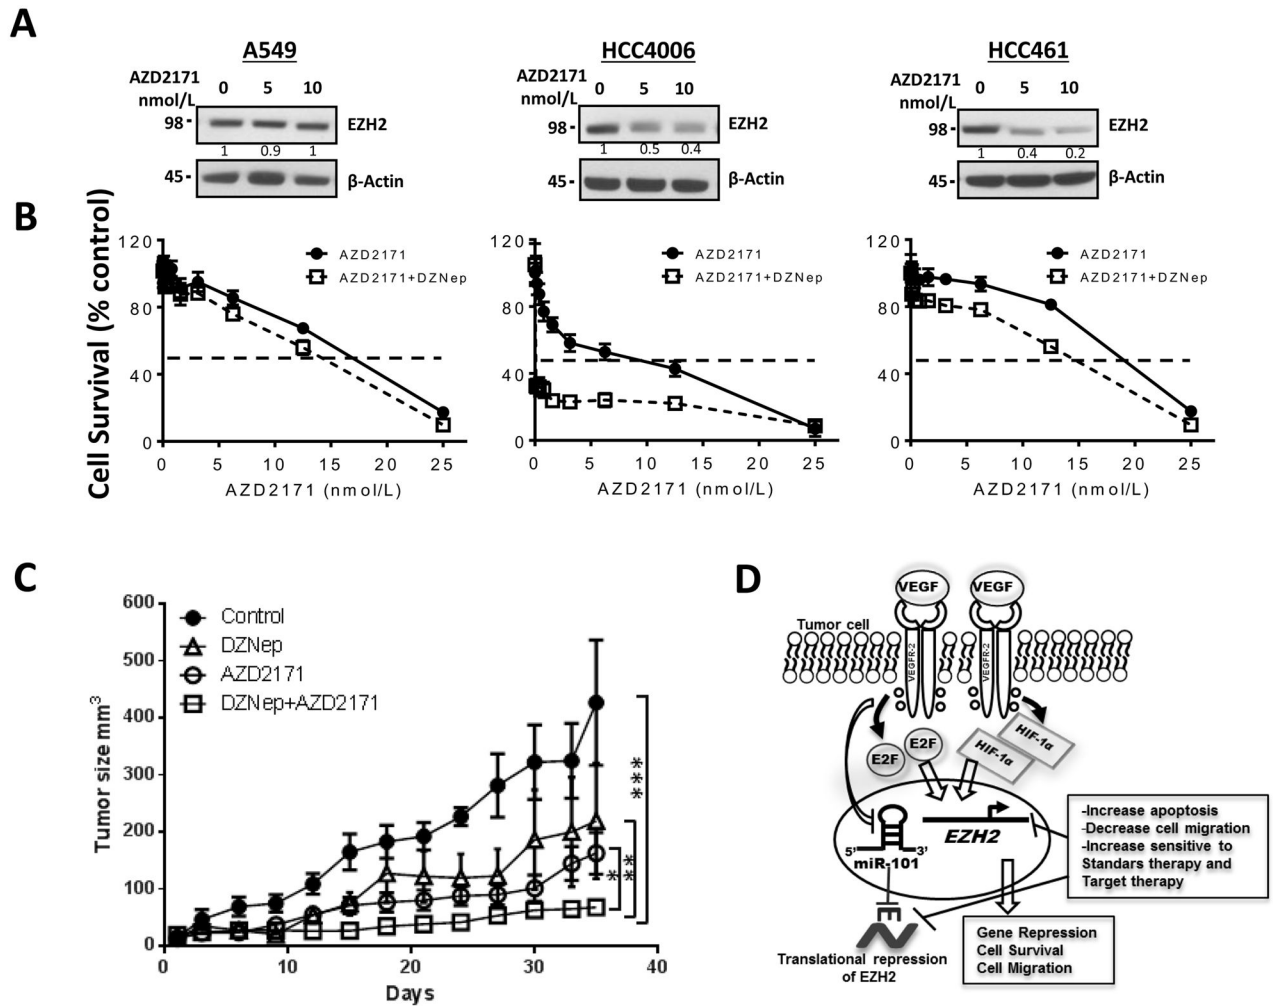 A
A549
HCC4006
HCC461
AZD2171
nmol/L
0 5 10
98
EZH2
1 0.9 1
45
β-Actin
AZD2171
nmol/L
0 5 10
98
EZH2
1 0.5 0.4
45
β-Actin
AZD2171
nmol/L
0 5 10
98
EZH2
1 0.4 0.2
45
β-Actin
B
Cell Survival (% control)
120
80
40
0
0 5 10 15 20 25
AZD2171 (nmol/L)
AZD2171
AZD2171+DZNep
120
80
40
0
0 5 10 15 20 25
AZD2171 (nmol/L)
AZD2171
AZD2171+DZNep
120
80
40
0
0 5 10 15 20 25
AZD2171 (nmol/L)
AZD2171
AZD2171+DZNep
C
Tumor size mm3
600
500
400
300
200
100
0
0 10 20 30 40
Days
Control
DZNep
AZD2171
DZNep+AZD2171
*
**
***
D
VEGF
VEGF
Tumor cell
VEGFR-2
VEGFR-2
E2F
E2F
HIF-1α
HIF-1α
EZH2
5' 3'
miR-101
Translational repression
of EZH2
-Increase apoptosis
-Decrease cell migration
-Increase sensitive to
Standars therapy and
Target therapy
Gene Repression
Cell Survival
Cell Migration